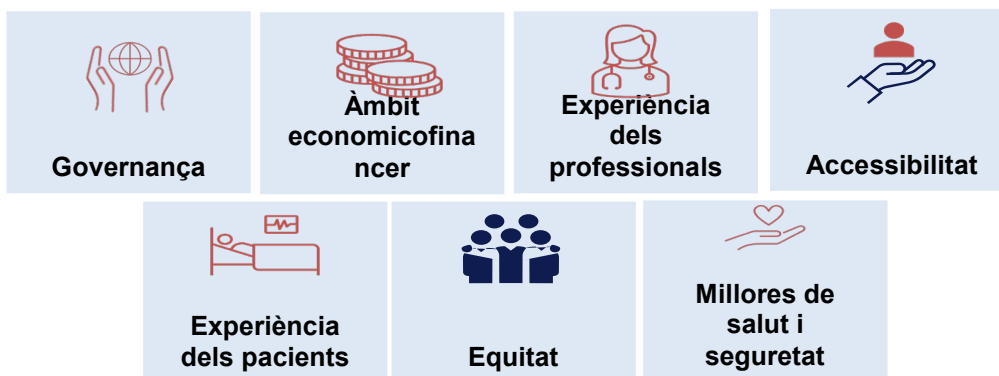 Governança
Àmbit
economicofina
ncer
Experiència
dels
professionals
Accessibilitat
Experiència
dels pacients
Equitat
Millores de
salut i
seguretat